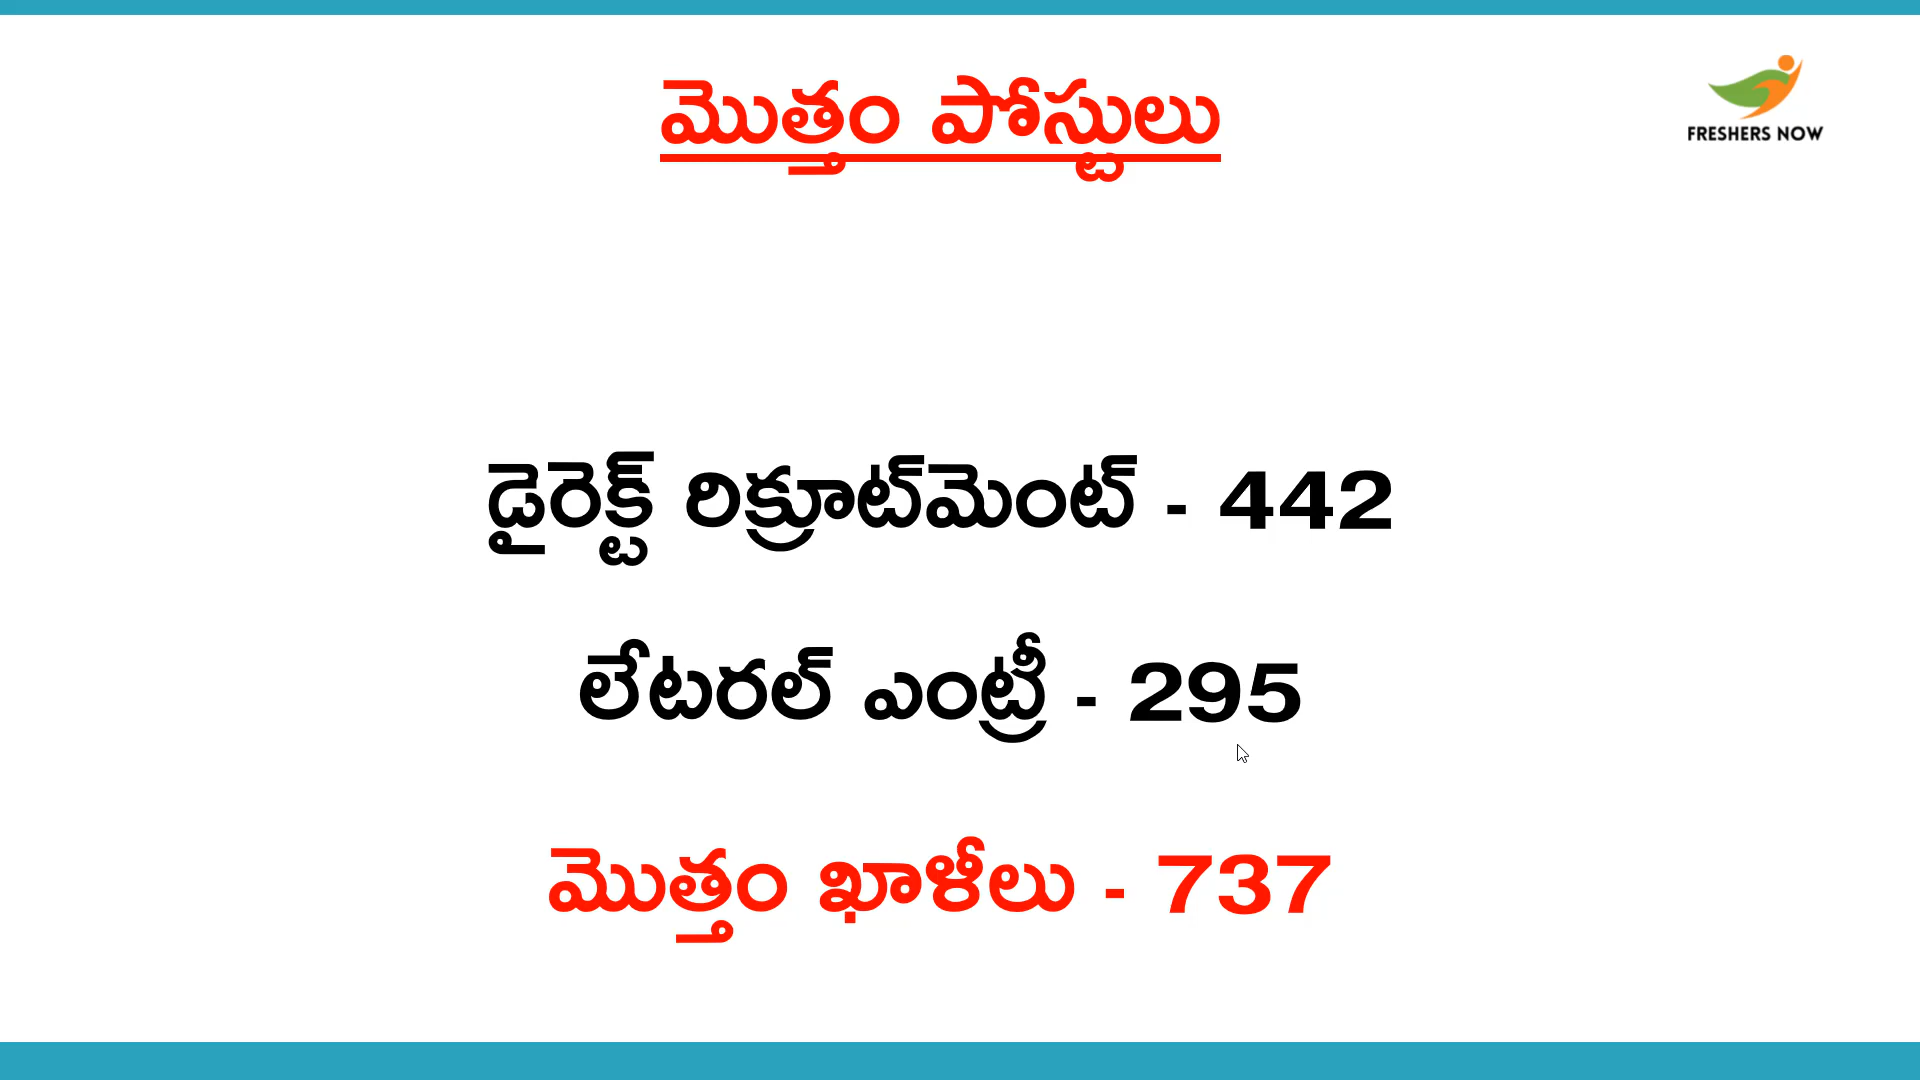 మొత్తం పోస్టులు
FRESHERS NOW
డైరెక్ట్ రిక్రూట్‌మెంట్ - 442
లేటరల్ ఎంట్రీ - 295
మొత్తం ఖాళీలు - 737